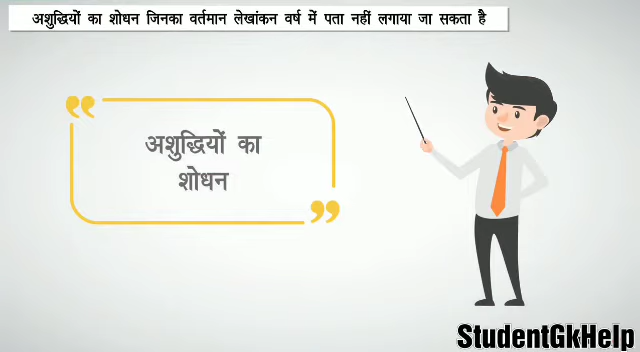 अशुद्धियों का शोधन जिनका वर्तमान लेखांकन वर्ष में पता नहीं लगाया जा सकता है
अशुद्धियों का
शोधन
StudentGkHelp